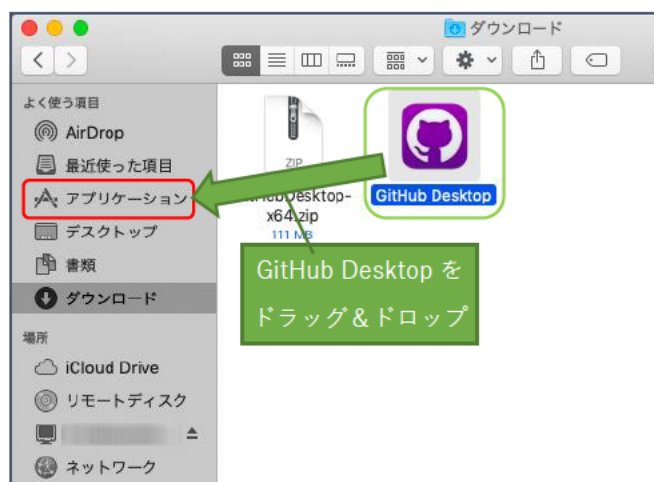 ダウンロード
よく使う項目
AirDrop
最近使った項目
アプリケーション
デスクトップ
書類
ダウンロード
場所
iCloud Drive
リモートディスク
ネットワーク
ZIP
GitHub Desktop
x64.zip
111 MB
GitHub Desktop を
ドラッグ＆ドロップ